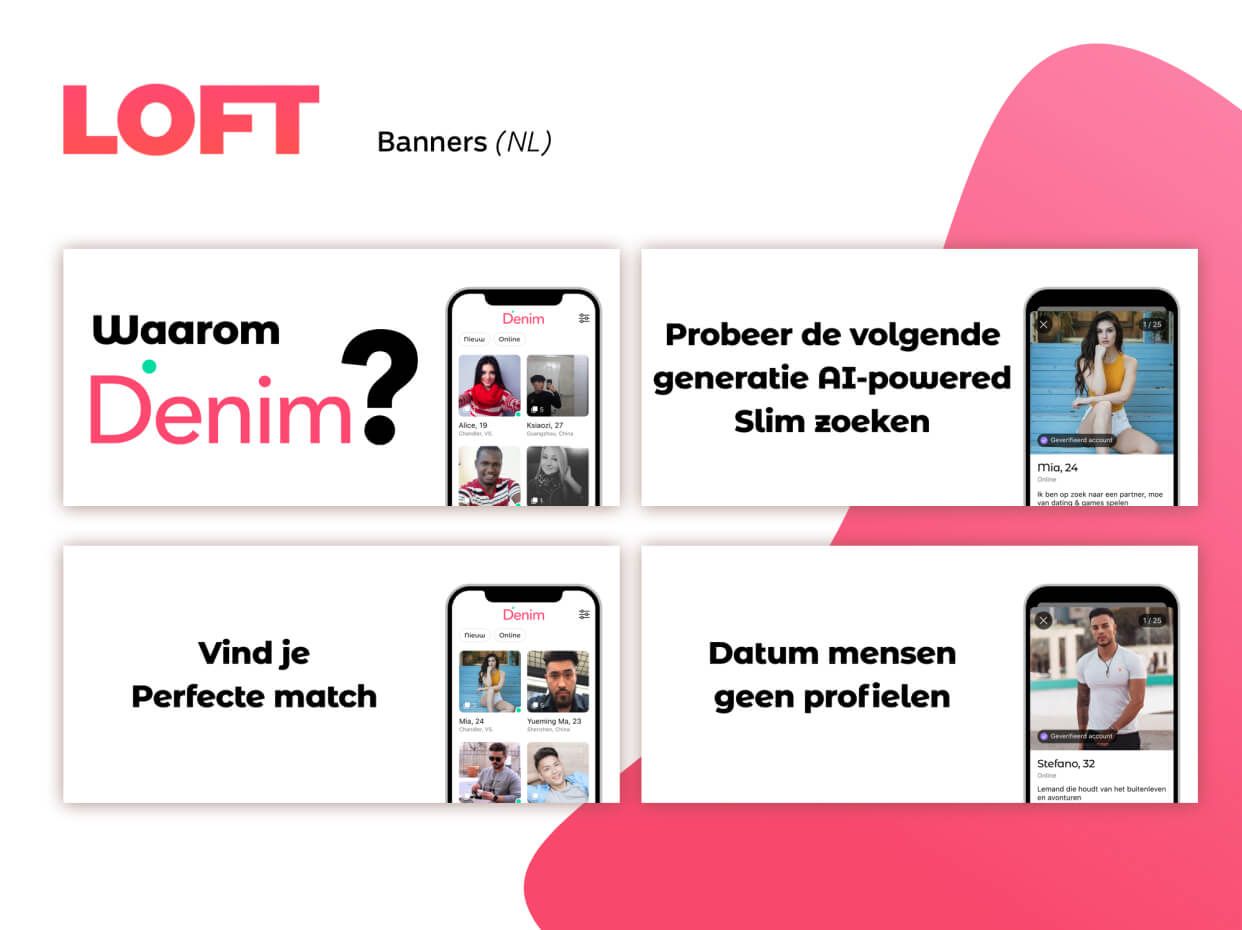 LOFT
Banners (NL)
Waarom
Denim?
Denim
Nieuw Online
5
Alice, 19 Ksiaozi, 27
Chandler, VS. Guangzhou, China
1
Probeer de volgende
generatie AI-powered
Slim zoeken
1 / 25
Geverifieerd account
Mia, 24
Online
Ik ben op zoek naar een partner, moe
van dating & games spelen
Vind je
Perfecte match
Denim
Nieuw Online
5
Mia, 24 Yueming Ma, 23
Chandler, VS. Shenzhen, China
Datum mensen
geen profielen
1 / 25
Geverifieerd account
Stefano, 32
Online
Lemand die houdt van het buitenleven
en avonturen